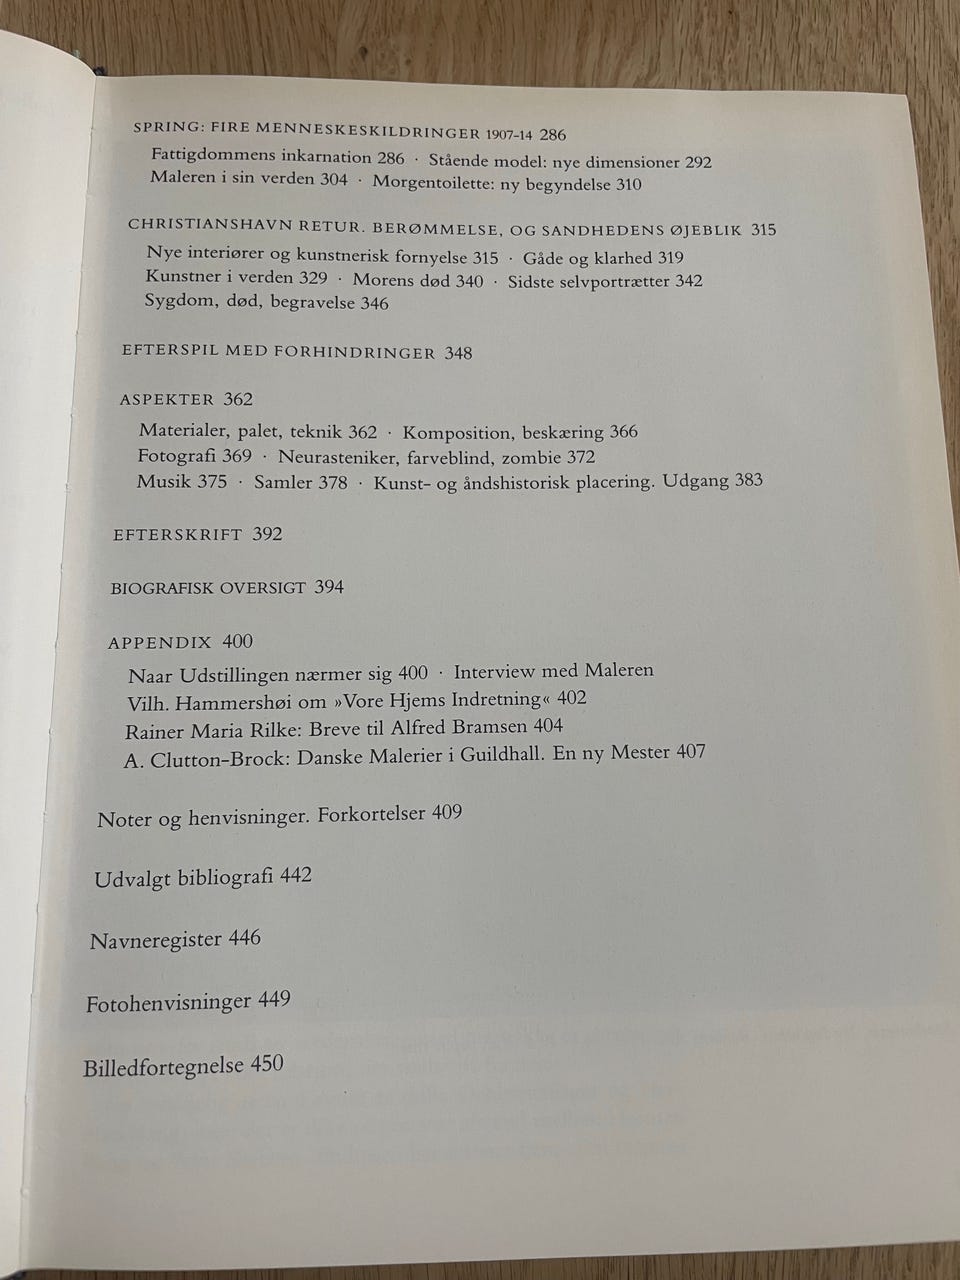 SPRING: FIRE MENNESKESKILDRINGER 1907-14 286
Fattigdommens inkarnation 286 · Stående model: nye dimensioner 292
Maleren i sin verden 304 · Morgentoilette: ny begyndelse 310
CHRISTIANSHAVN RETUR. BERØMMELSE, OG SANDHEDENS ØJEBLIK 315
Nye interiører og kunstnerisk fornyelse 315 · Gåde og klarhed 319
Kunstner i verden 329 · Morens død 340 · Sidste selvportrætter 342
Sygdom, død, begravelse 346
EFTERSPIL MED FORHINDRINGER 348
ASPEKTER 362
Materialer, palet, teknik 362 · Komposition, beskæring 366
Fotografi 369 · Neurasteniker, farveblind, zombie 372
Musik 375 · Samler 378 · Kunst- og åndshistorisk placering. Udgang 383
EFTERSKRIFT 392
BIOGRAFISK OVERSIGT 394
APPENDIX 400
Naar Udstillingen nærmer sig 400 · Interview med Maleren
Vilh. Hammershøi om »Vore Hjems Indretning« 402
Rainer Maria Rilke: Breve til Alfred Bramsen 404
A. Clutton-Brock: Danske Malerier i Guildhall. En ny Mester 407
Noter og henvisninger. Forkortelser 409
Udvalgt bibliografi 442
Navneregister 446
Fotohenvisninger 449
Billedfortegnelse 450